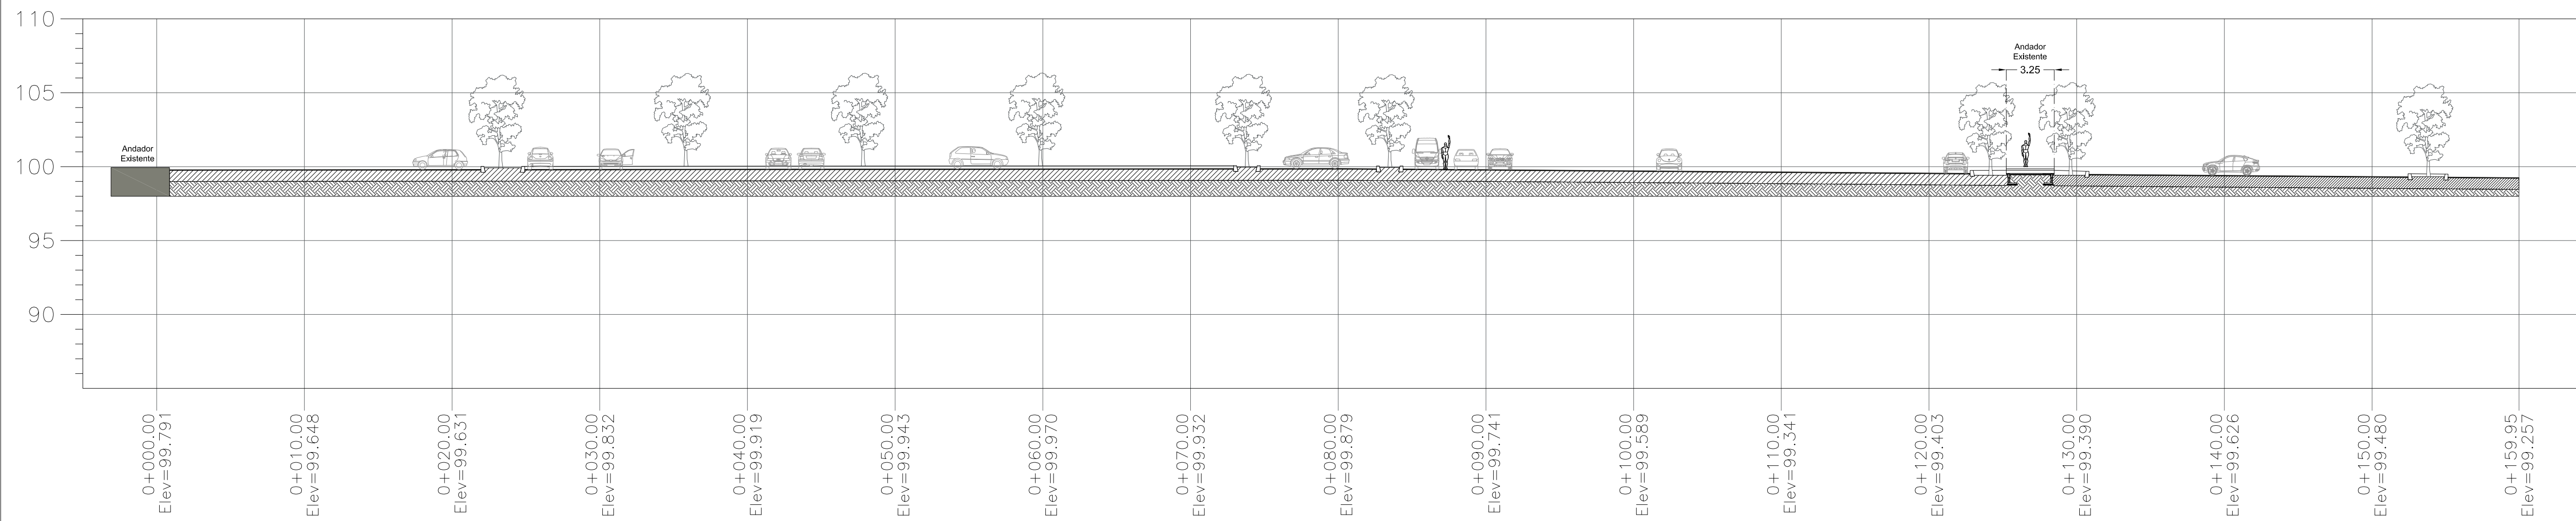 110
105
100
95
90
Andador
Existente
Andador
Existente
3.25
0+000.00
Elev=99.791
0+010.00
Elev=99.648
0+020.00
Elev=99.631
0+030.00
Elev=99.832
0+040.00
Elev=99.919
0+050.00
Elev=99.943
0+060.00
Elev=99.970
0+070.00
Elev=99.932
0+080.00
Elev=99.879
0+090.00
Elev=99.741
0+100.00
Elev=99.589
0+110.00
Elev=99.341
0+120.00
Elev=99.403
0+130.00
Elev=99.390
0+140.00
Elev=99.626
0+150.00
Elev=99.480
0+159.95
Elev=99.257